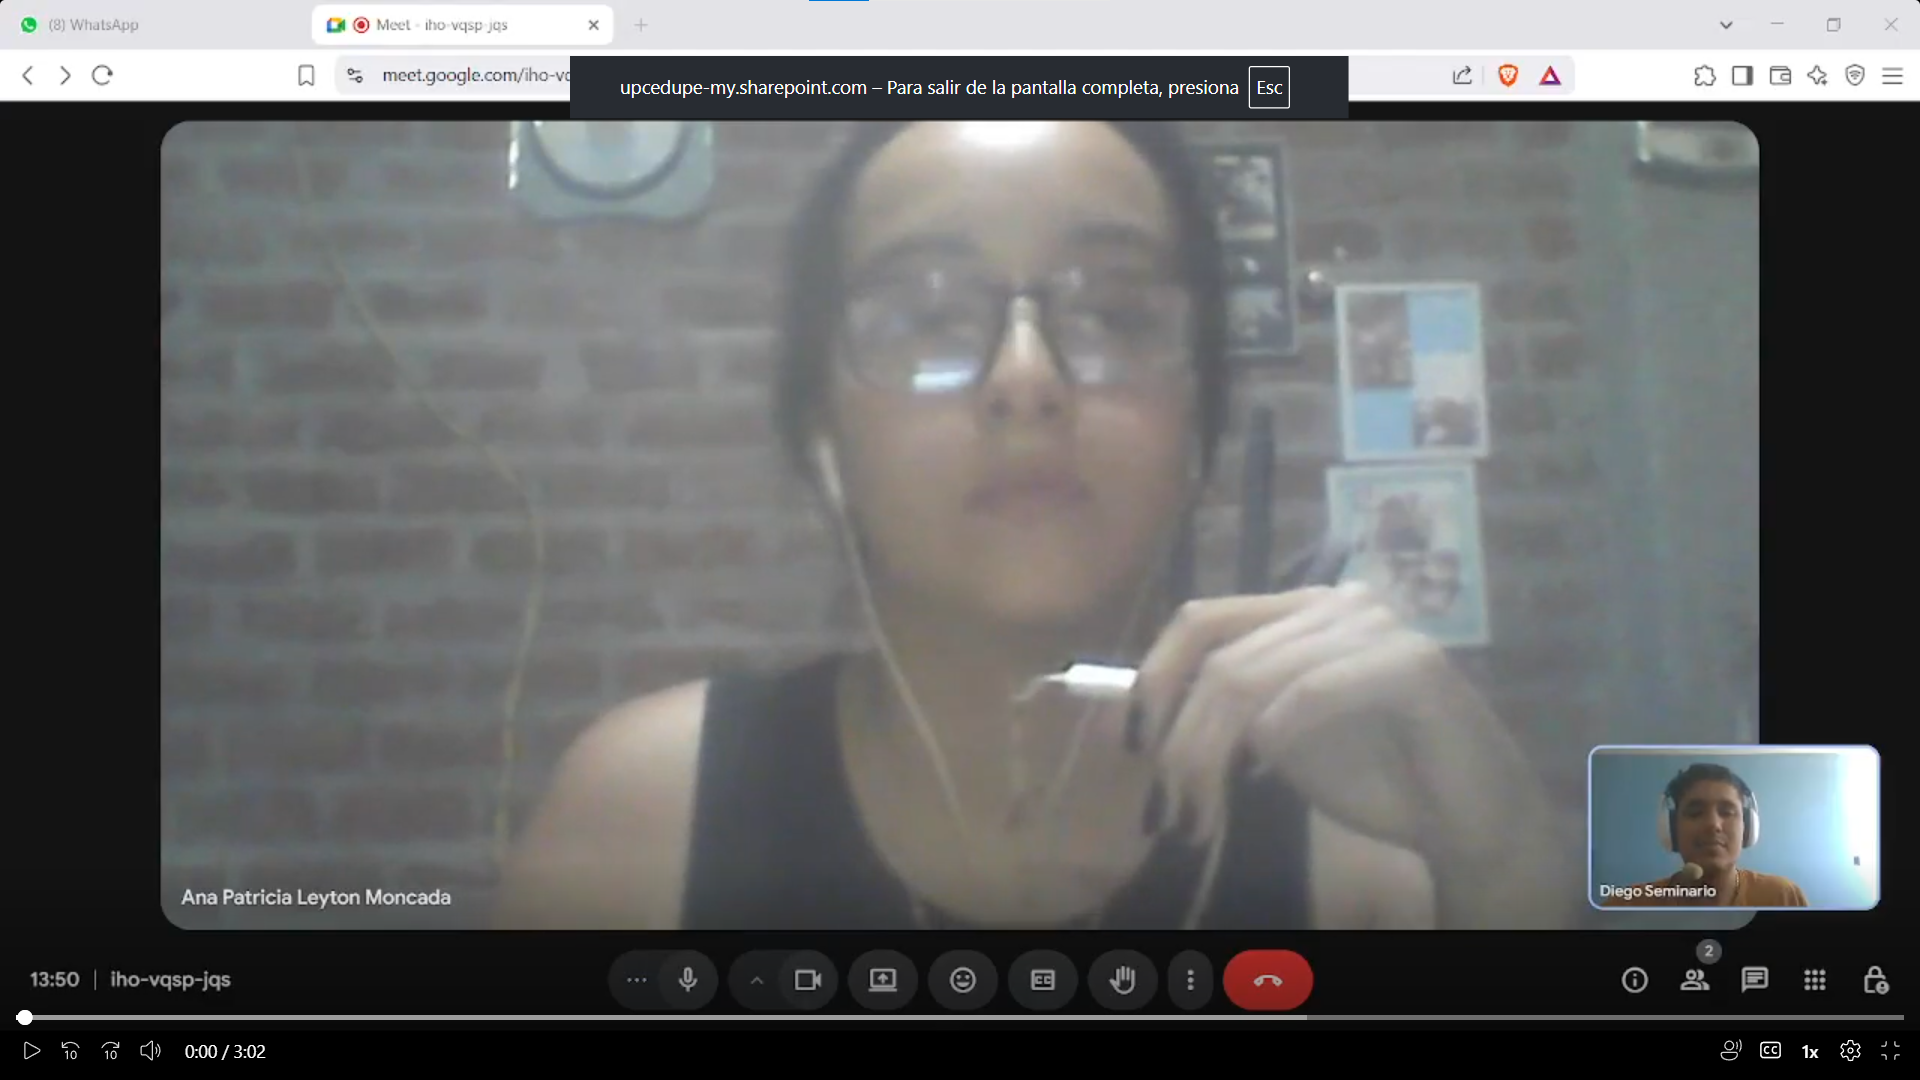 (8) WhatsApp
Meet - iho-vqsp-jqs
meet.google.com/iho-vq
upcedupe-my.sharepoint.com – Para salir de la pantalla completa, presiona Esc
Ana Patricia Leyton Moncada
Diego Seminario
13:50 | iho-vqsp-jqs
CC
2
10 10 0:00 / 3:02
CC 1x